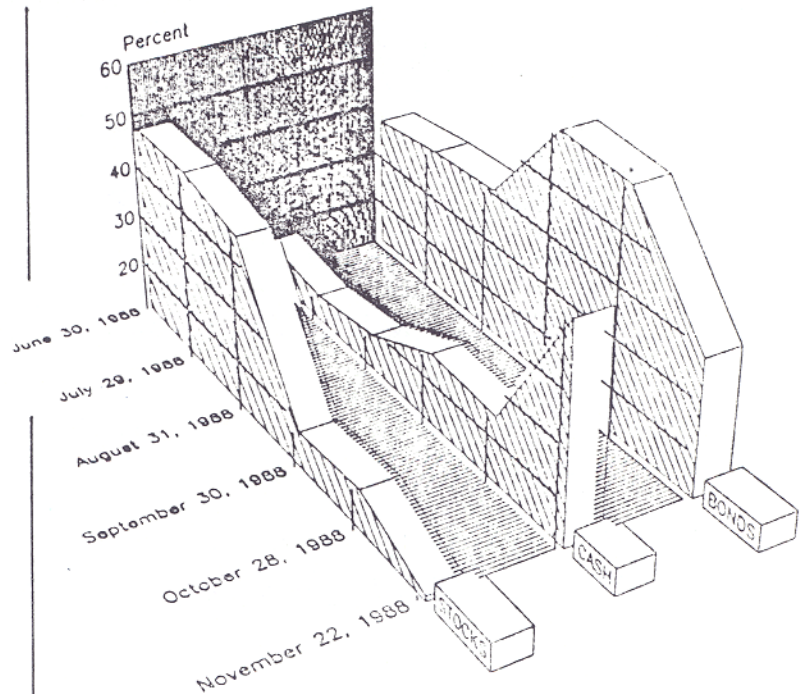 Percent
60
50
40
30
20
June 30, 1988
July 29, 1988
August 31, 1988
September 30, 1988
October 28, 1988
November 22, 1988
STOCKS
CASH
BONDS